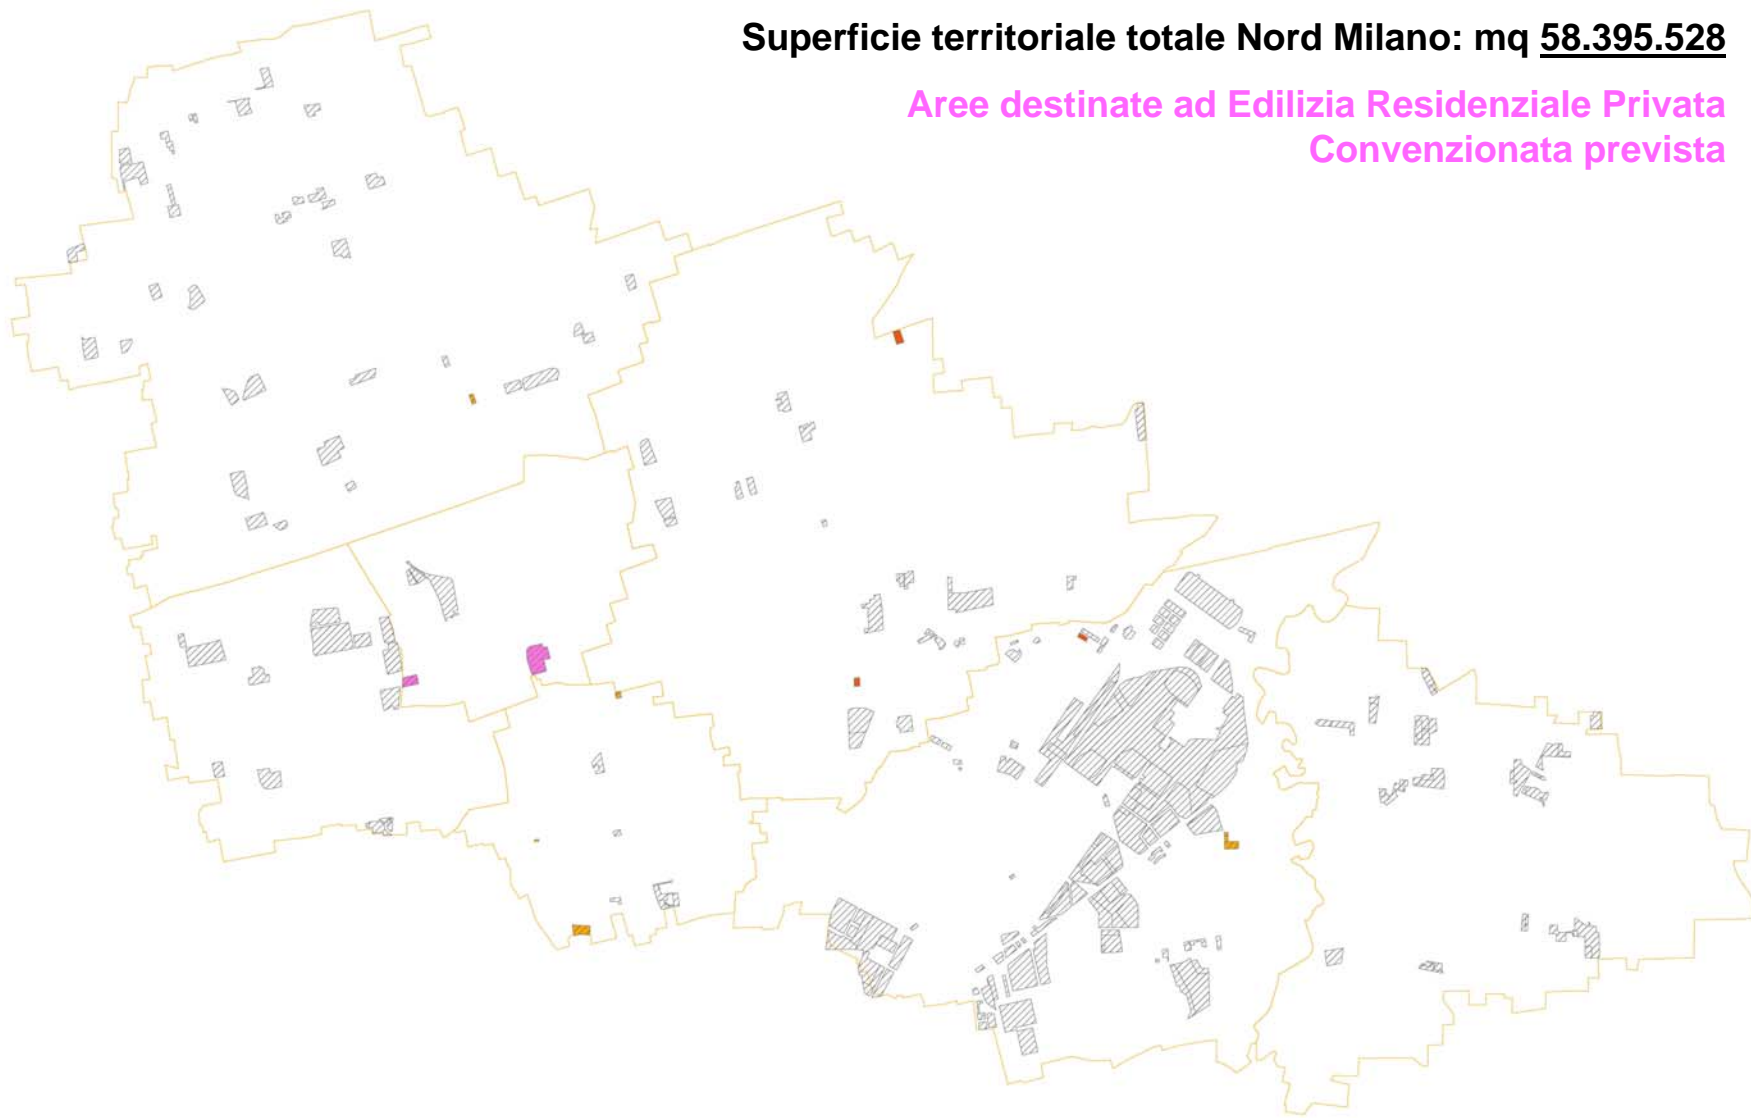 Superficie territoriale totale Nord Milano: mq 58.395.528
Aree destinate ad Edilizia Residenziale Privata
Convenzionata prevista